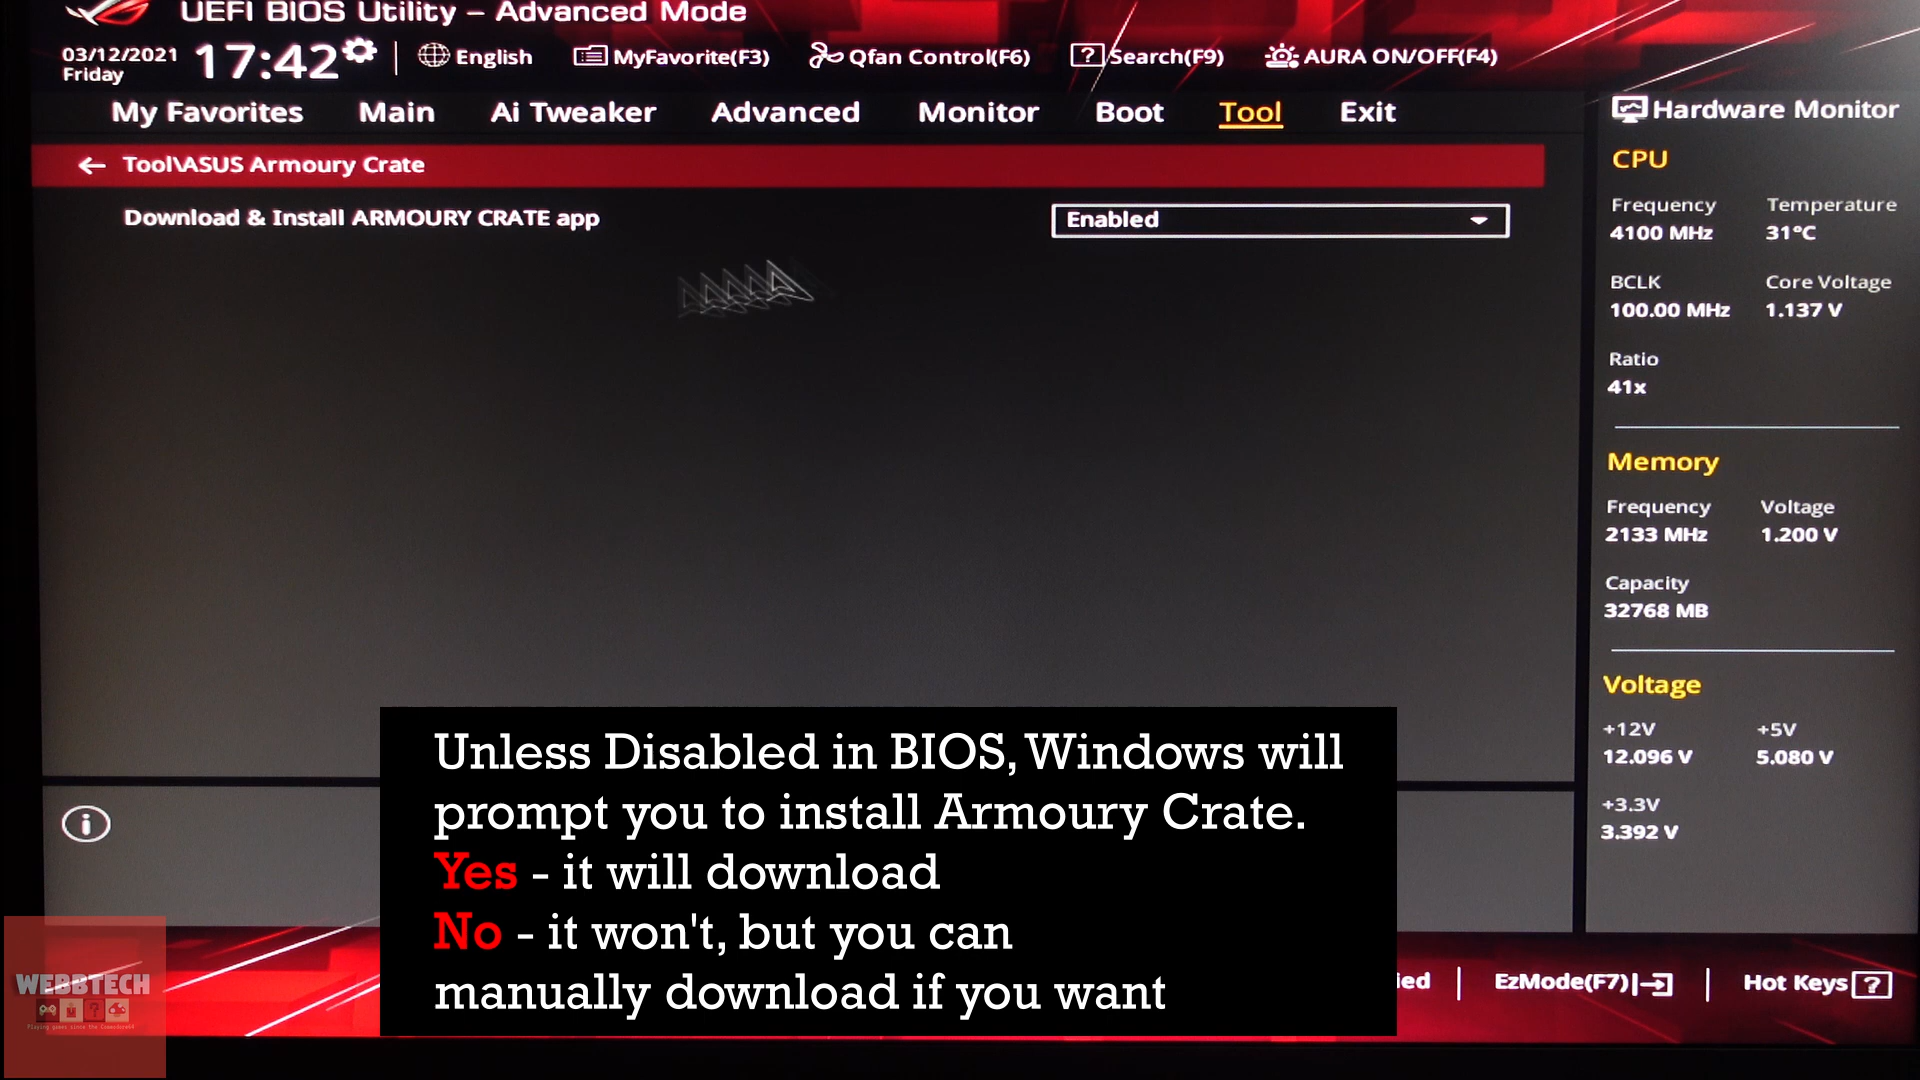 UEFI BIOS Utility – Advanced Mode
03/12/2021
Friday
17:42
English
MyFavorite(F3)
Qfan Control(F6)
Search(F9)
AURA ON/OFF(F4)
My Favorites Main Ai Tweaker Advanced Monitor Boot Tool Exit
Hardware Monitor
Tool\ASUS Armoury Crate
Download & Install ARMOURY CRATE app
Enabled
CPU
Frequency Temperature
4100 MHz 31°C
BCLK Core Voltage
100.00 MHz 1.137 V
Ratio
41x
Memory
Frequency Voltage
2133 MHz 1.200 V
Capacity
32768 MB
Voltage
+12V +5V
12.096 V 5.080 V
+3.3V
3.392 V
Unless Disabled in BIOS, Windows will
prompt you to install Armoury Crate.
Yes - it will download
No - it won't, but you can
manually download if you want
ied
EzMode(F7)
Hot Keys ?
WEBBTECH
Playing games since the Commodore64